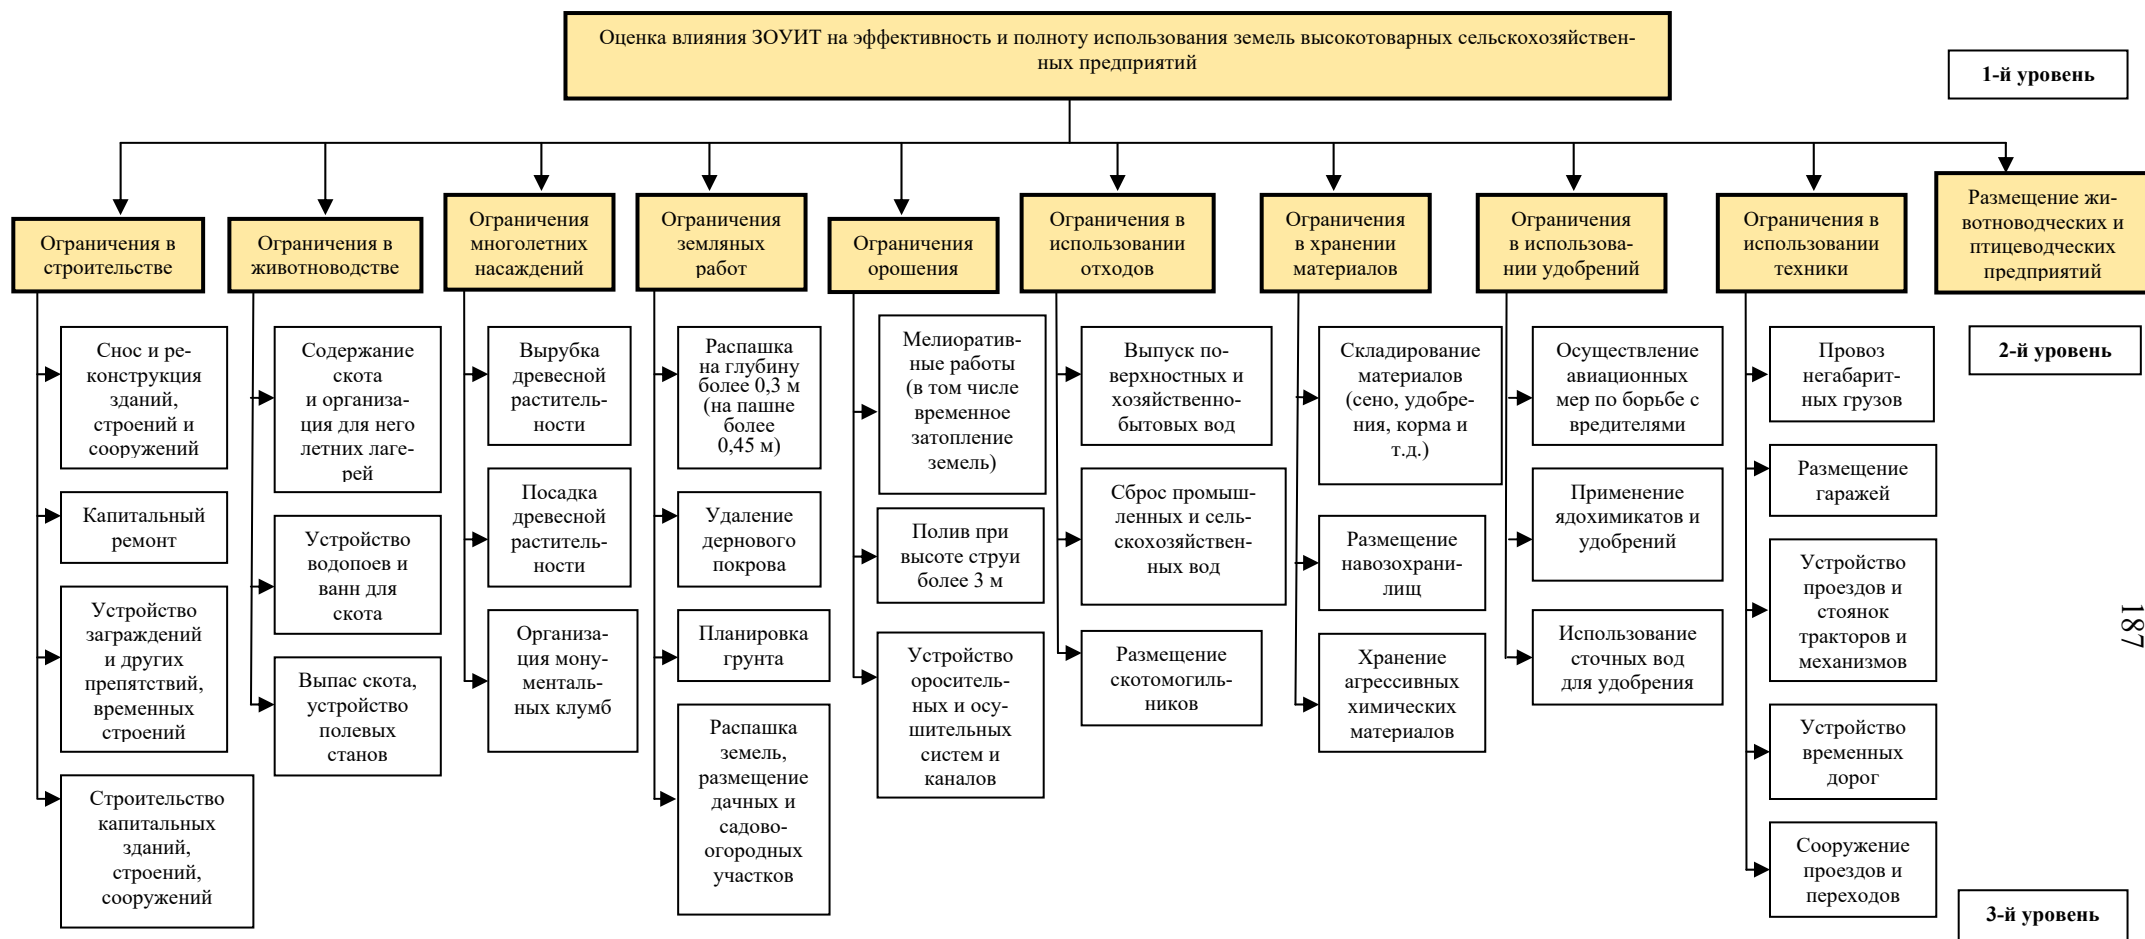 Оценка влияния ЗОУИТ на эффективность и полноту использования земель высокотоварных сельскохозяйствен-
ных предприятий
1-й уровень
Ограничения в
строительстве
Ограничения в
животноводстве
Ограничения
многолетних
насаждений
Ограничения
земляных
работ
Ограничения
орошения
Ограничения в
использовании
отходов
Ограничения
в хранении
материалов
Ограничения
в использова-
нии удобрений
Ограничения в
использовании
техники
Размещение жи-
вотноводческих и
птицеводческих
предприятий
2-й уровень
Снос и ре-
конструкция
зданий,
строений и
сооружений
Капитальный
ремонт
Устройство
заграждений
и других
препятствий,
временных
строений
Строительство
капитальных
зданий,
строений,
сооружений
Содержание
скота
и организа-
ция для него
летних лаге-
рей
Устройство
водопоев и
ванн для
скота
Выпас скота,
устройство
полевых
станов
Вырубка
древесной
раститель-
ности
Посадка
древесной
раститель-
ности
Организа-
ция мону-
менталь-
ных клумб
Распашка
на глубину
более 0,3 м
(на пашне
более
0,45 м)
Удаление
дернового
покрова
Планировка
грунта
Распашка
земель,
размещение
дачных и
садово-
огородных
участков
Мелиоратив-
ные работы
(в том числе
временное
затопление
земель)
Полив при
высоте струи
более 3 м
Устройство
ороситель-
ных и осу-
шительных
систем и
каналов
Выпуск по-
верхностных и
хозяйственно-
бытовых вод
Сброс промыш-
ленных и сель-
скохозяйствен-
ных вод
Размещение
скотомогиль-
ников
Складирование
материалов
(сено, удобре-
ния, корма и
т.д.)
Размещение
навозохрани-
лищ
Хранение
агрессивных
химических
материалов
Осуществление
авиационных
мер по борьбе с
вредителями
Применение
ядохимикатов и
удобрений
Использование
сточных вод
для удобрения
Провоз
негабарит-
ных грузов
Размещение
гаражей
Устройство
проездов и
стоянок
тракторов и
механизмов
Устройство
временных
дорог
Сооружение
проездов и
переходов
3-й уровень
187